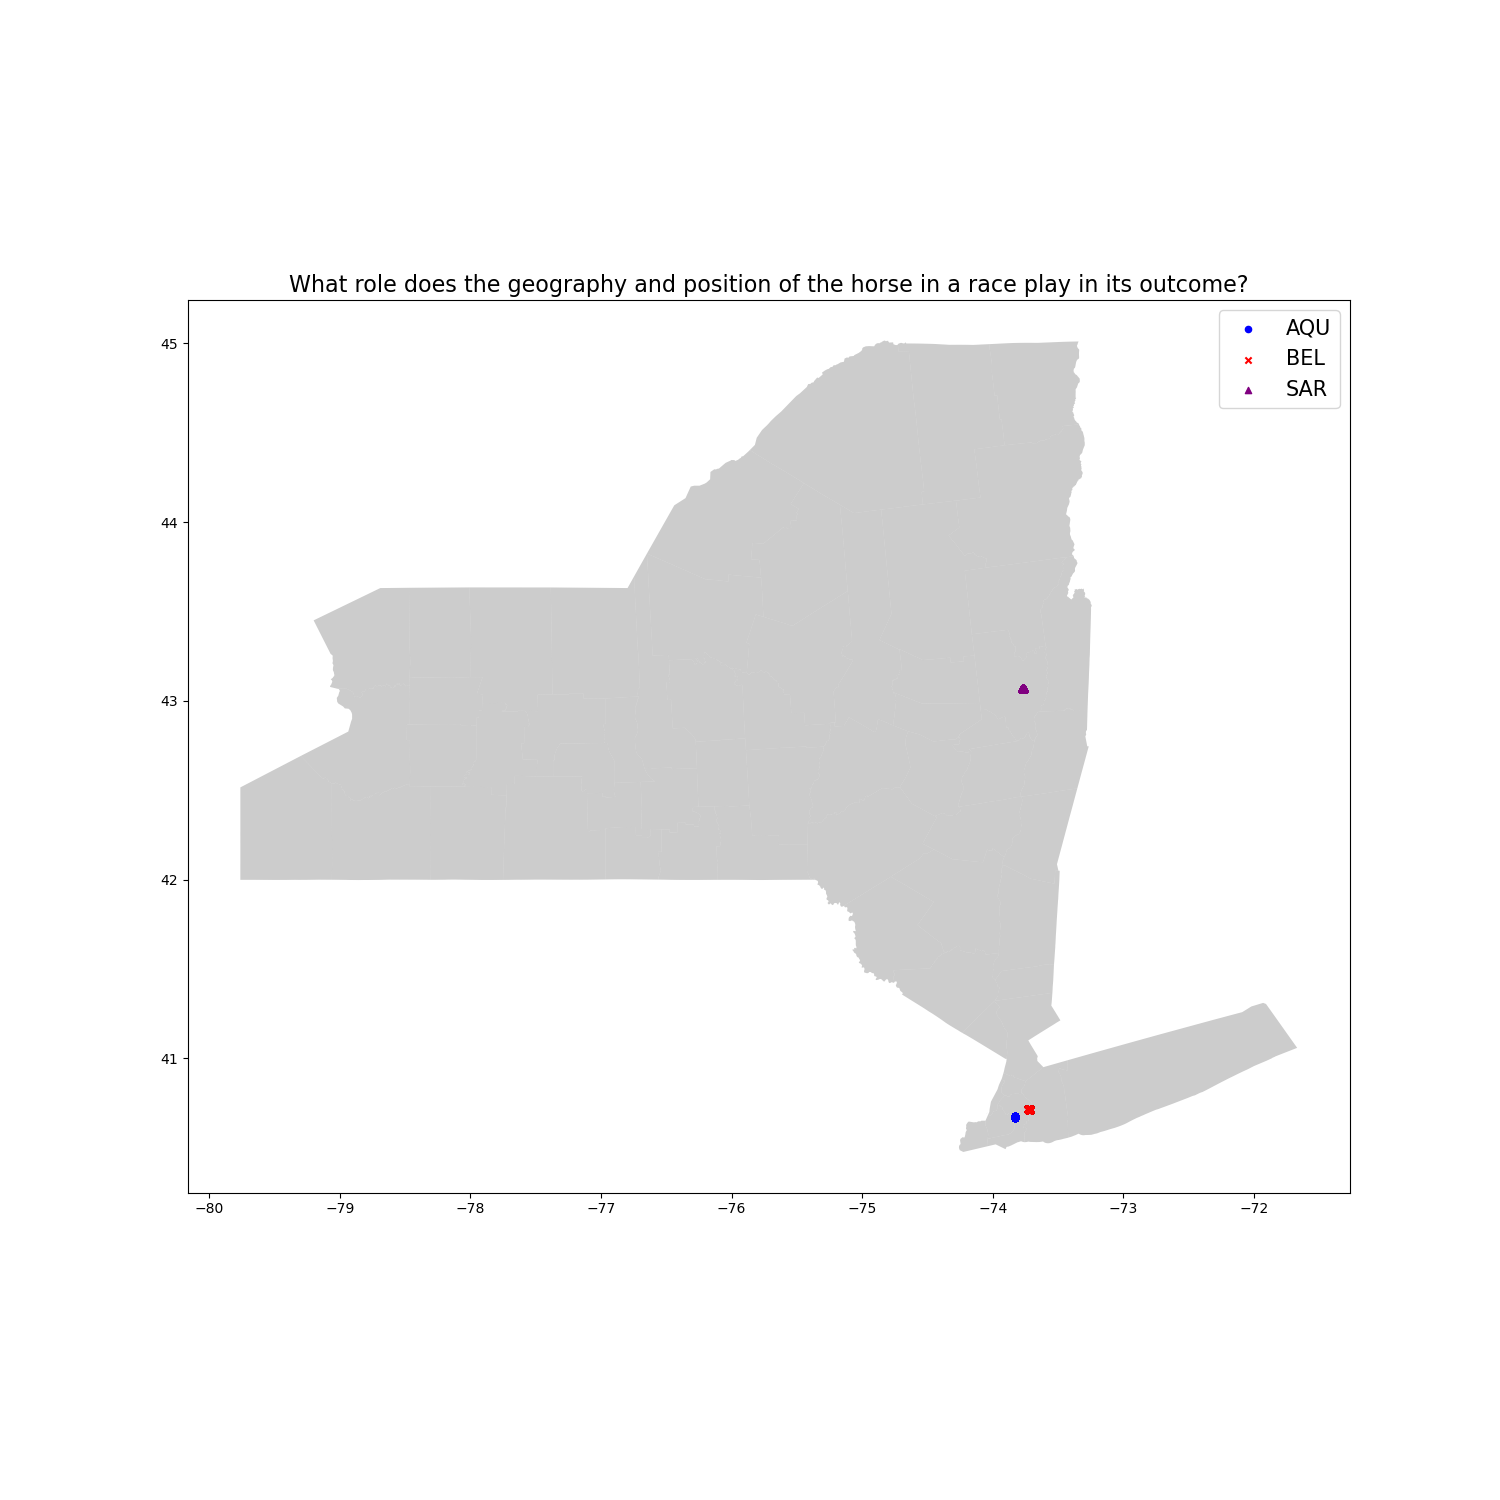 What role does the geography and position of the horse in a race play in its outcome?
AQU
BEL
SAR
45
44
43
42
41
−80 −79 −78 −77 −76 −75 −74 −73 −72